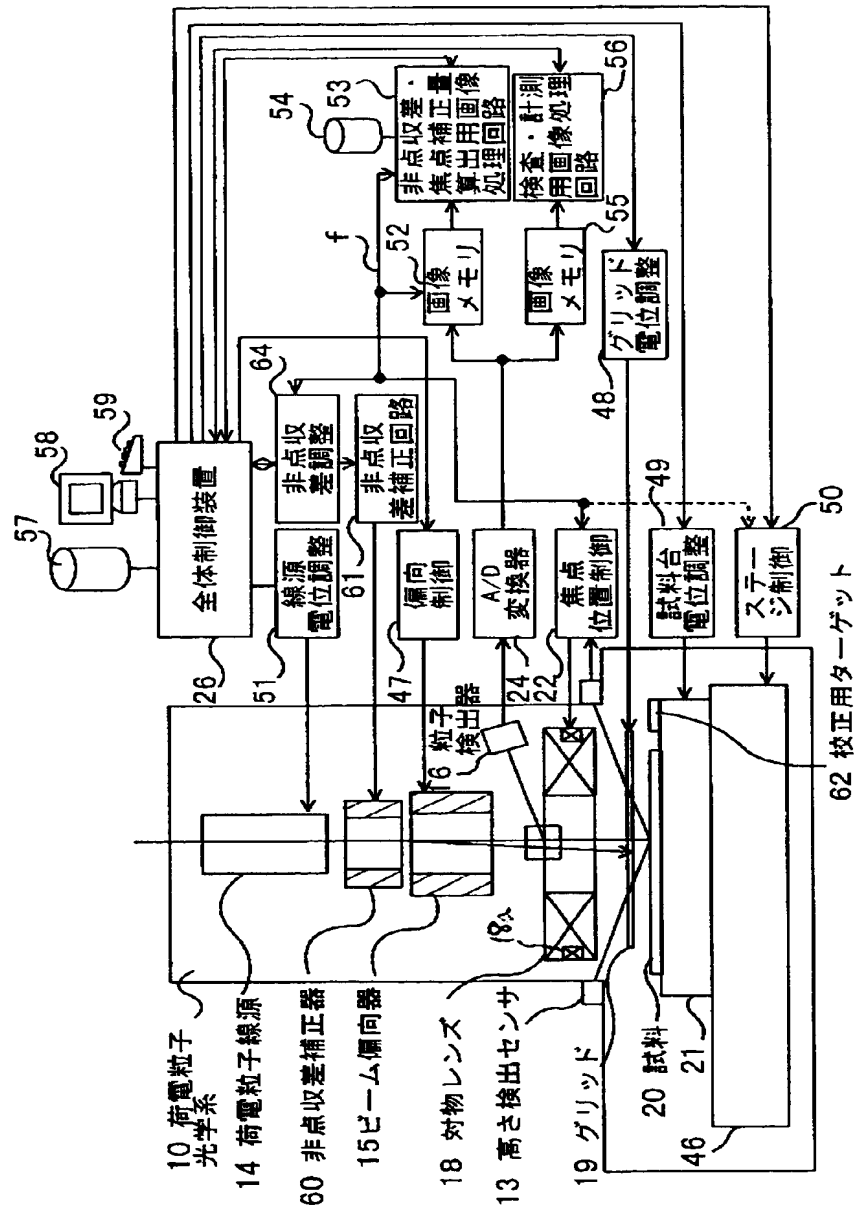 57
58
59
全体制御装置
26
線源
電位調整
51
非点収
差調整
64
非点収
差補正回路
61
偏向
制御
47
A/D
変換器
24
焦点
位置制御
22
試料台
電位調整
49
ステー
ジ制御
50
グリッド
電位調整
48
f
画像
メモリ
52
画像
メモリ
55
54
非点収差・
焦点補正量
算出用画像
処理回路
53
検査・計測
用画像処理
回路
56
10 荷電粒子
光学系
14 荷電粒子線源
60 非点収差補正器
15ビーム偏向器
18 対物レンズ
13 高さ検出センサ
19 グリッド
20 試料
21
46
16 粒子
検出器
18a
62 校正用ターゲット